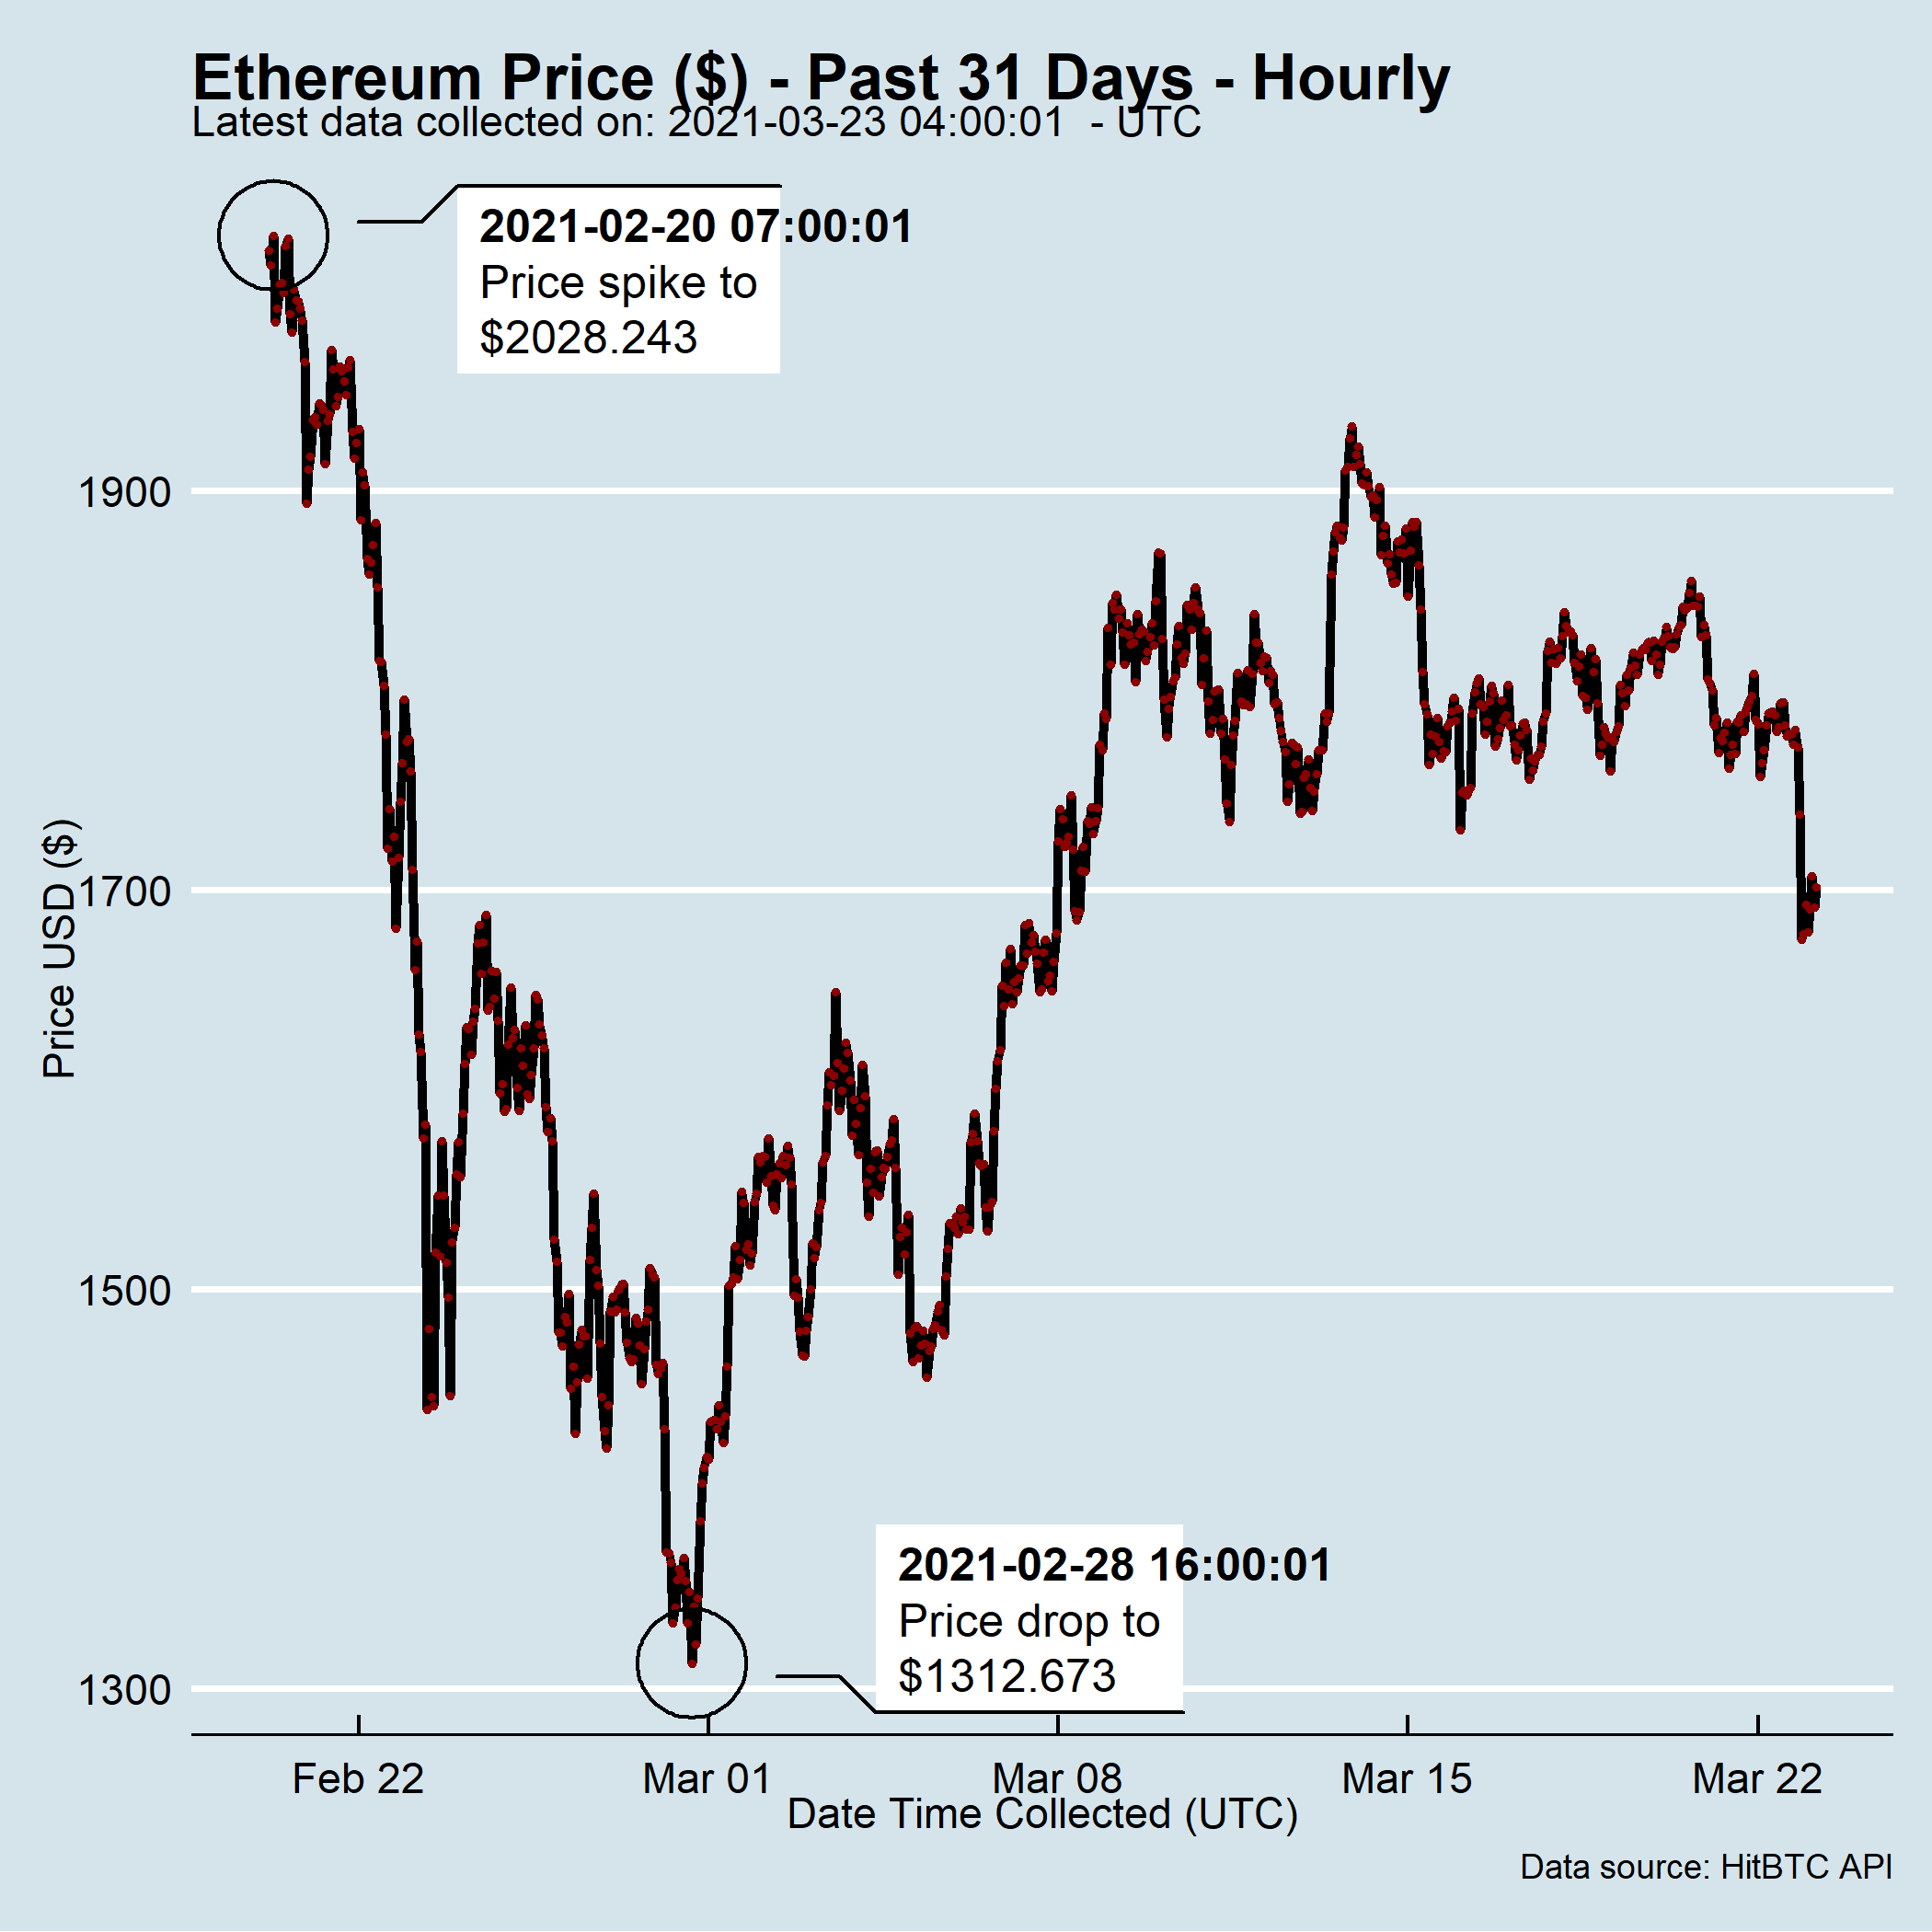 Ethereum Price ($) - Past 31 Days - Hourly
Latest data collected on: 2021-03-23 04:00:01  - UTC
2021-02-20 07:00:01
Price spike to
$2028.243
1900
1700
1500
1300
Price USD ($)
2021-02-28 16:00:01
Price drop to
$1312.673
Feb 22
Mar 01
Mar 08
Mar 15
Mar 22
Date Time Collected (UTC)
Data source: HitBTC API